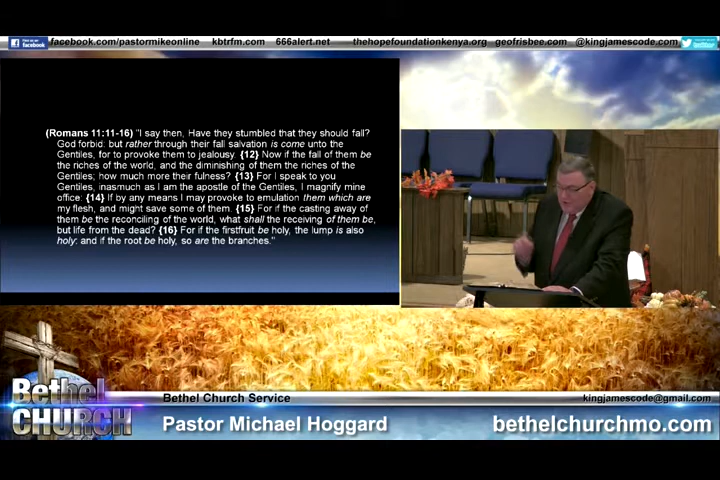 Find us on facebook facebook.com/pastormikeonline kbtrfm.com 666alert.net thehopefoundationkenya.org geofrisbee.com @kingjamescode.com twitter
(Romans 11:11-16) "I say then, Have they stumbled that they should fall?
God forbid: but rather through their fall salvation is come unto the
Gentiles, for to provoke them to jealousy. {12} Now if the fall of them be
the riches of the world, and the diminishing of them the riches of the
Gentiles; how much more their fulness? {13} For I speak to you
Gentiles, inasmuch as I am the apostle of the Gentiles, I magnify mine
office: {14} If by any means I may provoke to emulation them which are
my flesh, and might save some of them. {15} For if the casting away of
them be the reconciling of the world, what shall the receiving of them be,
but life from the dead? {16} For if the firstfruit be holy, the lump is also
holy: and if the root be holy, so are the branches."
Bethel
CHURCH
Bethel Church Service
kingjamescode@gmail.com
Pastor Michael Hoggard
bethelchurchmo.com